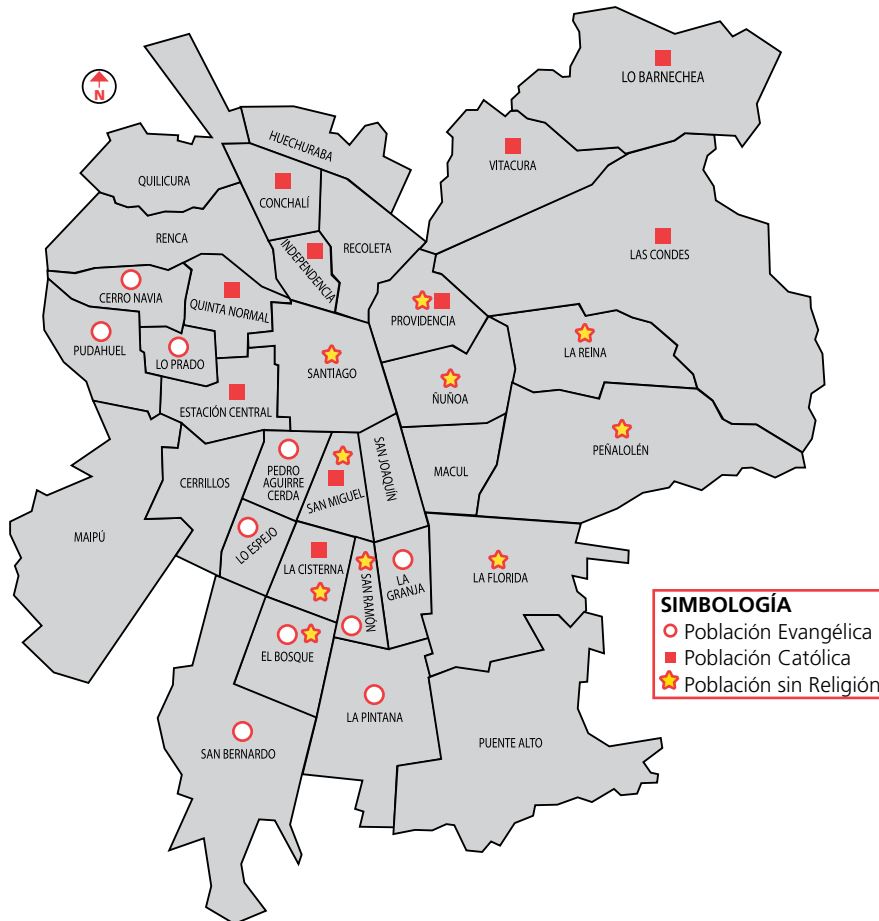 LO BARNECHEA
N
HUECHURABA
VITACURA
QUILICURA
CONCHALÍ
RENCA
INDEPENDENCIA
RECOLETA
LAS CONDES
CERRO NAVIA
QUINTA NORMAL
PROVIDENCIA
PUDAHUEL
LO PRADO
SANTIAGO
LA REINA
ÑUÑOA
ESTACIÓN CENTRAL
PEÑALOLÉN
PEDRO
AGUIRRE
CERDA
SAN JOAQUÍN
MACUL
CERRILLOS
SAN MIGUEL
MAIPÚ
LO ESPEJO
LA CISTERNA
SAN RAMÓN
LA
GRANJA
LA FLORIDA
EL BOSQUE
SIMBOLOGÍA
Población Evangélica
Población Católica
Población sin Religión
LA PINTANA
PUENTE ALTO
SAN BERNARDO